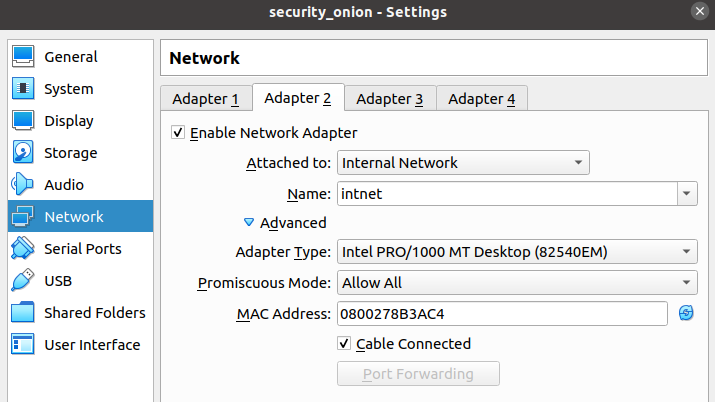 security_onion - Settings
General
System
Display
Storage
Audio
Network
Serial Ports
USB
Shared Folders
User Interface
Network
Adapter 1 Adapter 2 Adapter 3 Adapter 4
Enable Network Adapter
Attached to: Internal Network
Name: intnet
Advanced
Adapter Type: Intel PRO/1000 MT Desktop (82540EM)
Promiscuous Mode: Allow All
MAC Address: 0800278B3AC4
Cable Connected
Port Forwarding